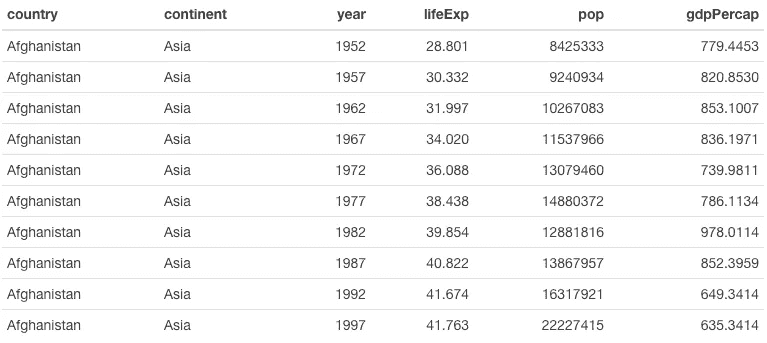 country continent year lifeExp pop gdpPercap
Afghanistan Asia 1952 28.801 8425333 779.4453
Afghanistan Asia 1957 30.332 9240934 820.8530
Afghanistan Asia 1962 31.997 10267083 853.1007
Afghanistan Asia 1967 34.020 11537966 836.1971
Afghanistan Asia 1972 36.088 13079460 739.9811
Afghanistan Asia 1977 38.438 14880372 786.1134
Afghanistan Asia 1982 39.854 12881816 978.0114
Afghanistan Asia 1987 40.822 13867957 852.3959
Afghanistan Asia 1992 41.674 16317921 649.3414
Afghanistan Asia 1997 41.763 22227415 635.3414